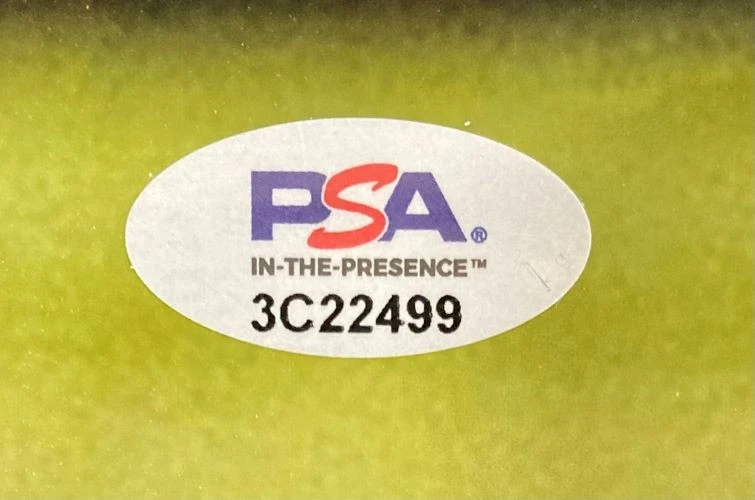 PSA®
IN-THE-PRESENCE™
3C22499